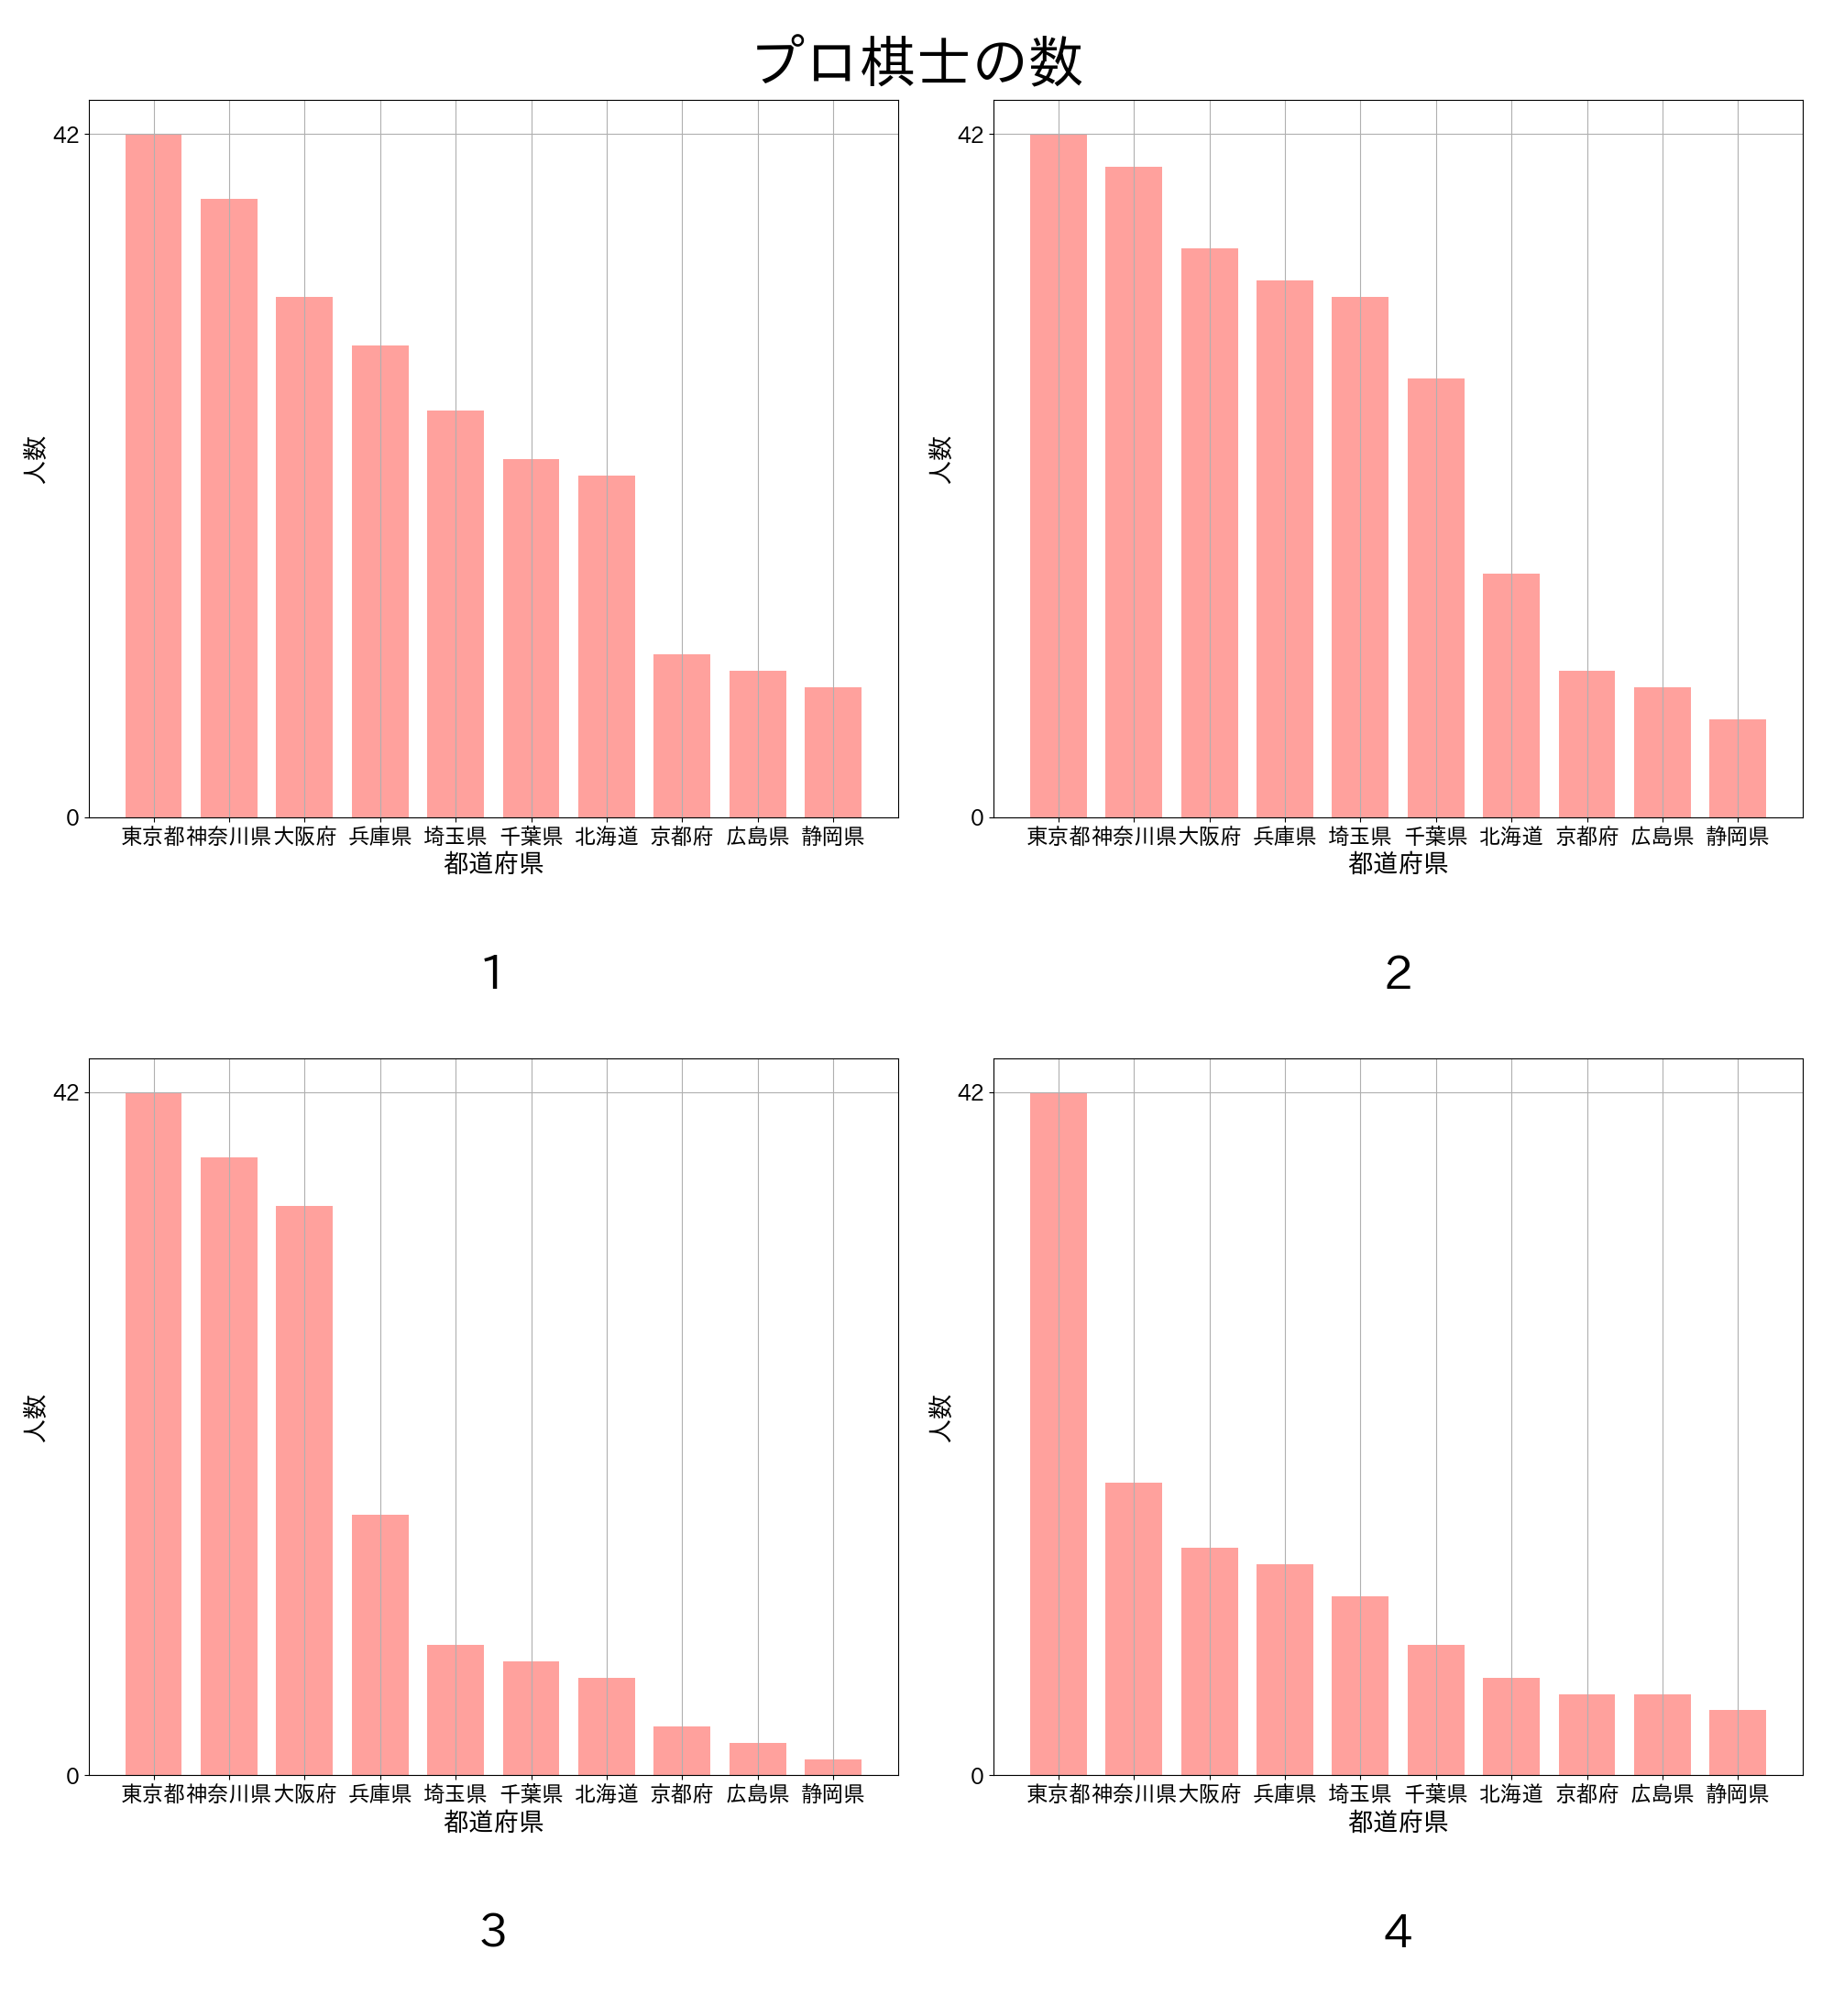 プロ棋士の数
42
0
人数
東京都 神奈川県 大阪府 兵庫県 埼玉県 千葉県 北海道 京都府 広島県 静岡県
都道府県
1
42
0
人数
東京都 神奈川県 大阪府 兵庫県 埼玉県 千葉県 北海道 京都府 広島県 静岡県
都道府県
2
42
0
人数
東京都 神奈川県 大阪府 兵庫県 埼玉県 千葉県 北海道 京都府 広島県 静岡県
都道府県
3
42
0
人数
東京都 神奈川県 大阪府 兵庫県 埼玉県 千葉県 北海道 京都府 広島県 静岡県
都道府県
4